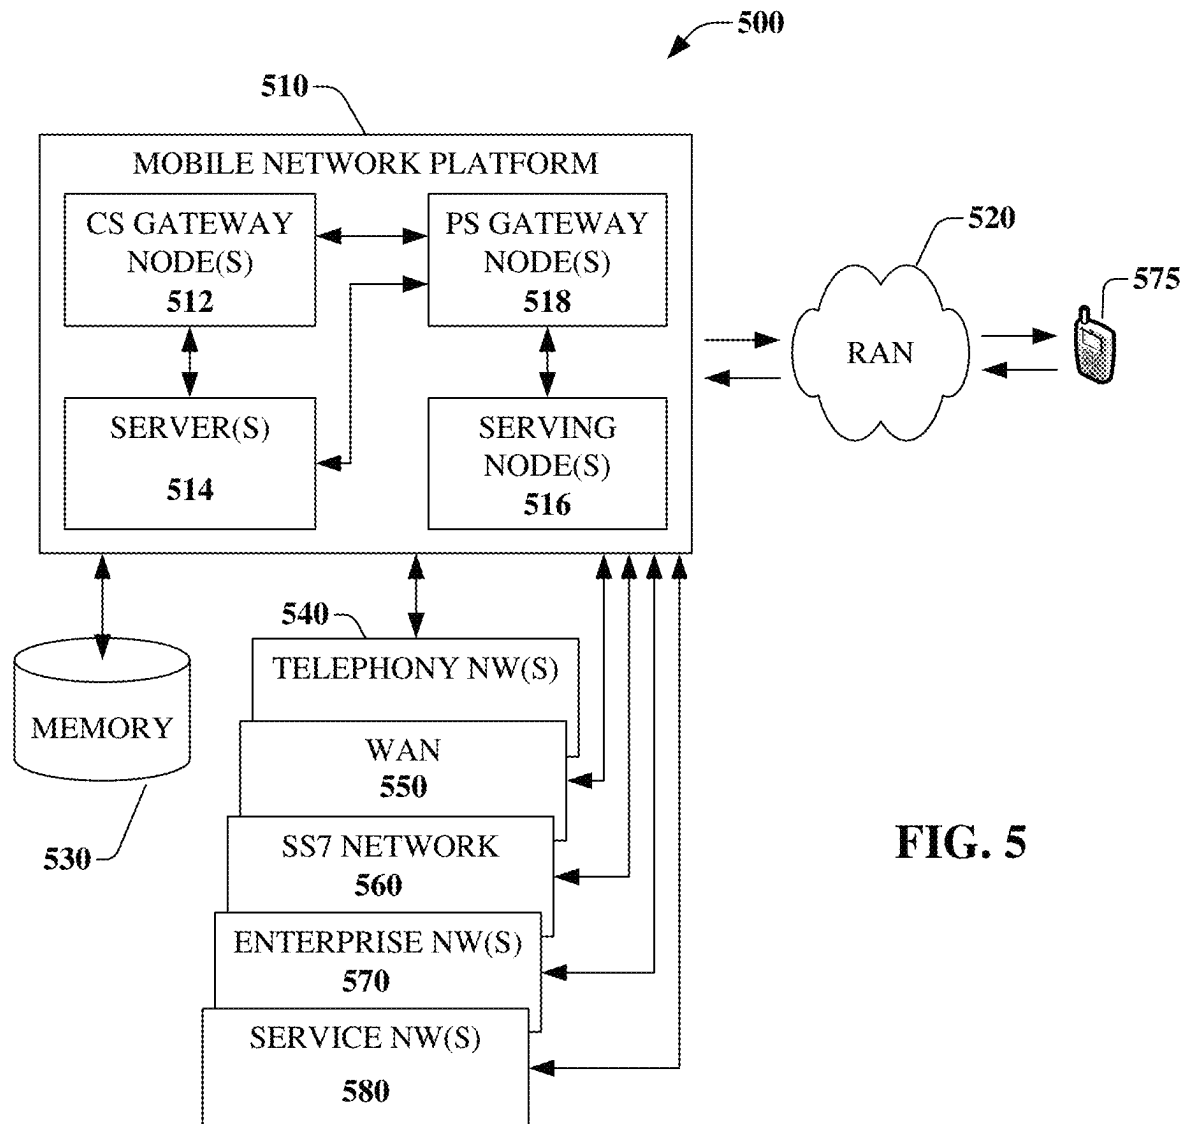 500
510
MOBILE NETWORK PLATFORM
CS GATEWAY
NODE(S)
512
PS GATEWAY
NODE(S)
518
SERVER(S)
514
SERVING
NODE(S)
516
520
RAN
575
MEMORY
530
540
TELEPHONY NW(S)
WAN
550
SS7 NETWORK
560
ENTERPRISE NW(S)
570
SERVICE NW(S)
580
FIG. 5